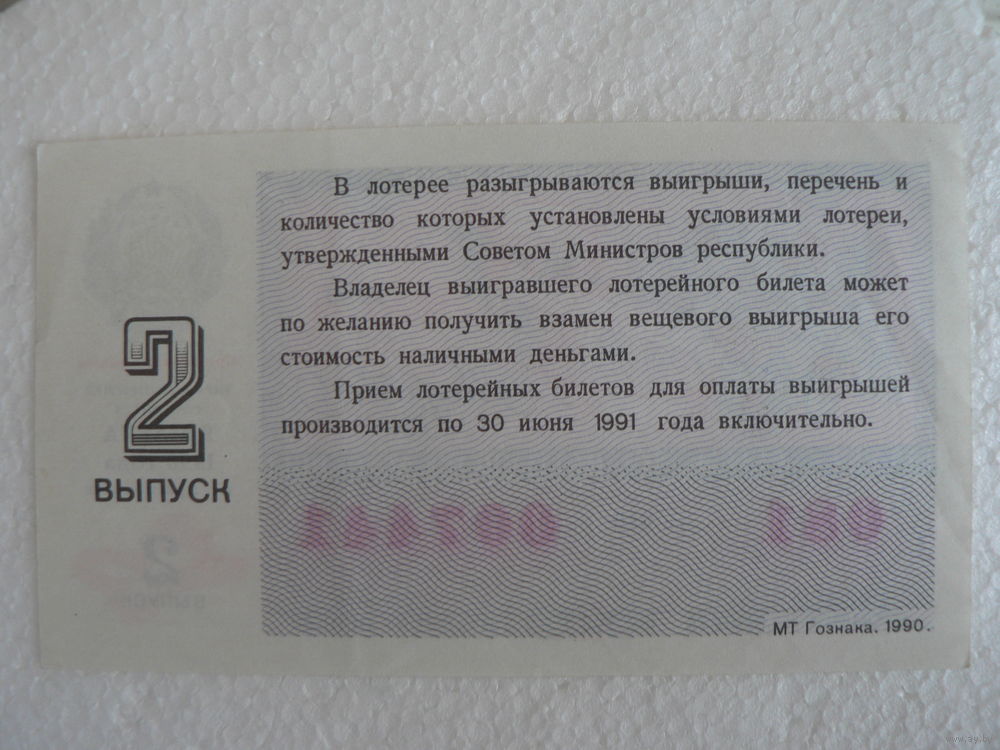 В лотерее разыгрываются выигрыши, перечень и
количество которых установлены условиями лотереи,
утвержденными Советом Министров республики.
Владелец выигравшего лотерейного билета может
по желанию получить взамен вещевого выигрыша его
стоимость наличными деньгами.
Прием лотерейных билетов для оплаты выигрышей
производится по 30 июня 1991 года включительно.
2
ВЫПУСК
МТ Гознака. 1990.